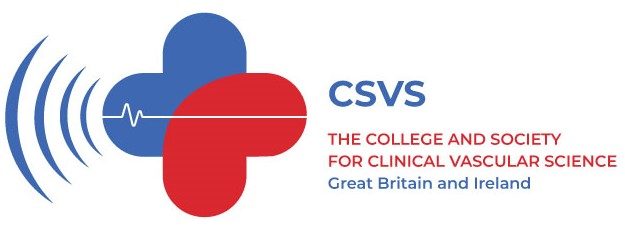 CSVS
THE COLLEGE AND SOCIETY
FOR CLINICAL VASCULAR SCIENCE
Great Britain and Ireland